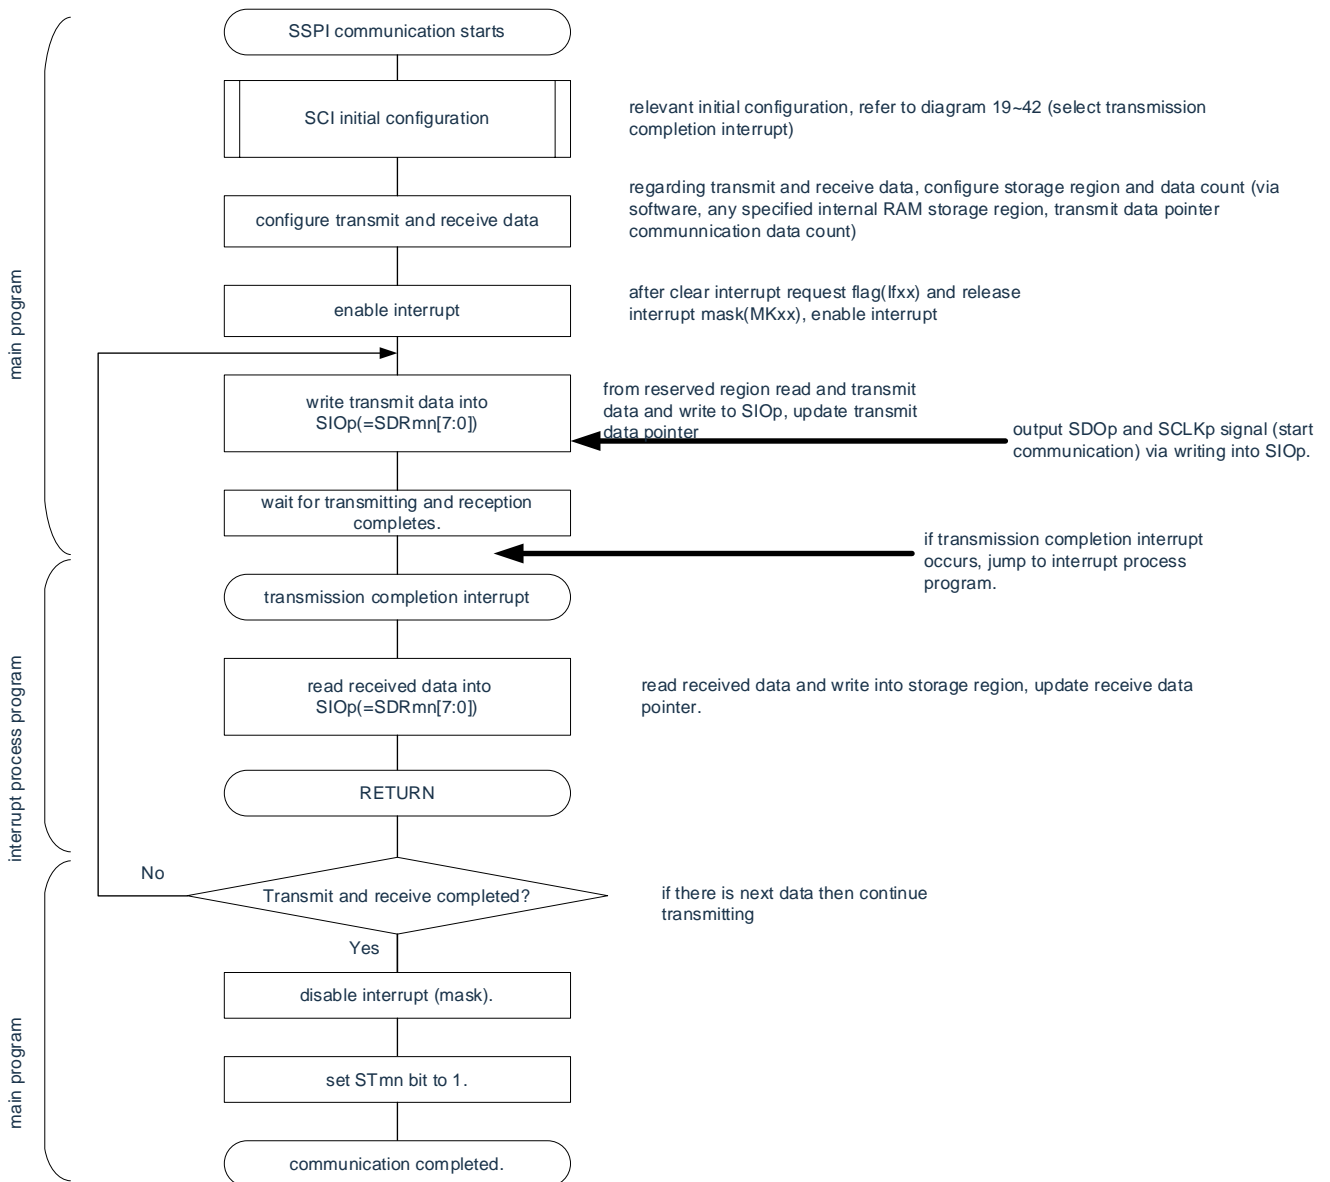 SSPI communication starts
SCI initial configuration
relevant initial configuration, refer to diagram 19~42 (select transmission
completion interrupt)
configure transmit and receive data
regarding transmit and receive data, configure storage region and data count (via
software, any specified internal RAM storage region, transmit data pointer
communnication data count)
enable interrupt
after clear interrupt request flag(Ifxx) and release
interrupt mask(MKxx), enable interrupt
main program
write transmit data into
SIOp(=SDRmn[7:0])
from reserved region read and transmit
data and write to SIOp, update transmit
data pointer
output SDOp and SCLKp signal (start
communication) via writing into SIOp.
wait for transmitting and reception
completes.
if transmission completion interrupt
occurs, jump to interrupt process
program.
transmission completion interrupt
read received data into
SIOp(=SDRmn[7:0])
read received data and write into storage region, update receive data
pointer.
interrupt process program
RETURN
Transmit and receive completed?
No
if there is next data then continue
transmitting
Yes
disable interrupt (mask).
set STmn bit to 1.
main program
communication completed.